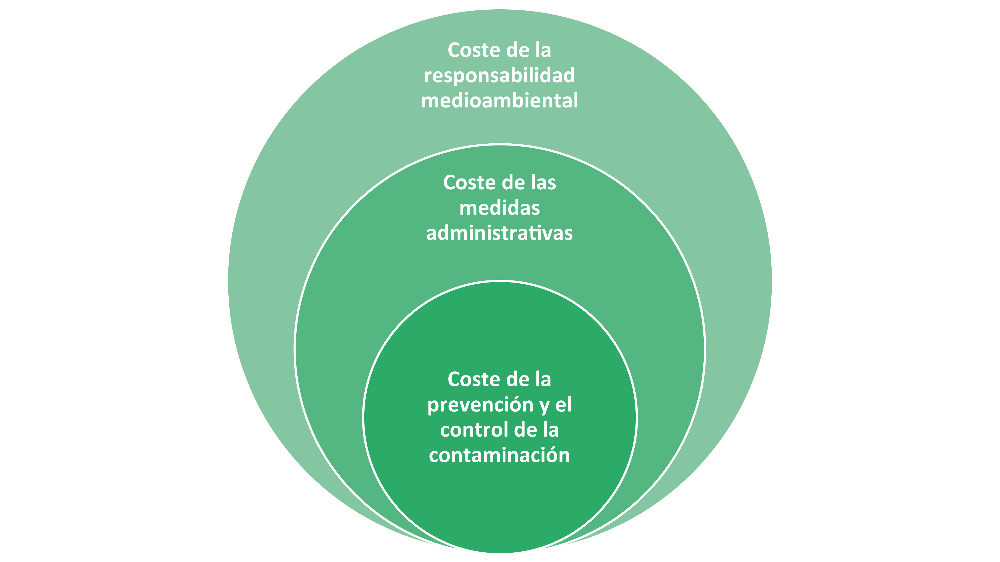 Coste de la
responsabilidad
medioambiental
Coste de las
medidas
administrativas
Coste de la
prevención y el
control de la
contaminación